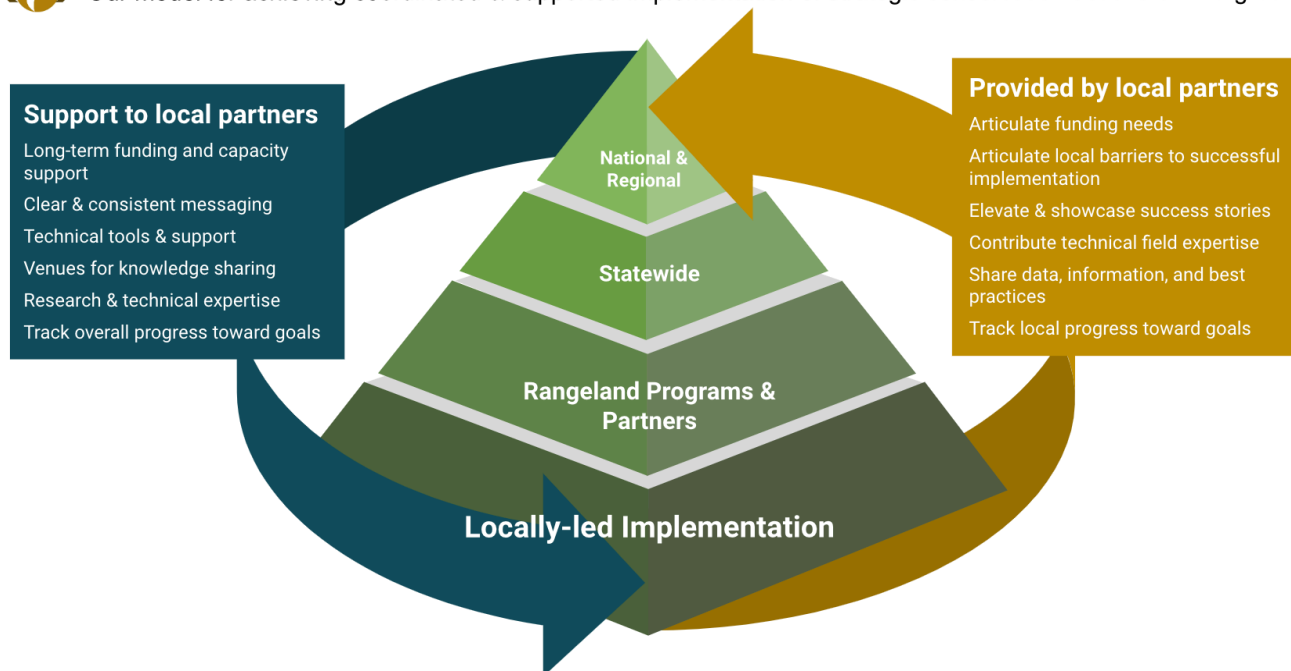 Support to local partners
Long-term funding and capacity
support
Clear & consistent messaging
Technical tools & support
Venues for knowledge sharing
Research & technical expertise
Track overall progress toward goals
National &
Regional
Statewide
Rangeland Programs &
Partners
Locally-led Implementation
Provided by local partners
Articulate funding needs
Articulate local barriers to successful
implementation
Elevate & showcase success stories
Contribute technical field expertise
Share data, information, and best
practices
Track local progress toward goals